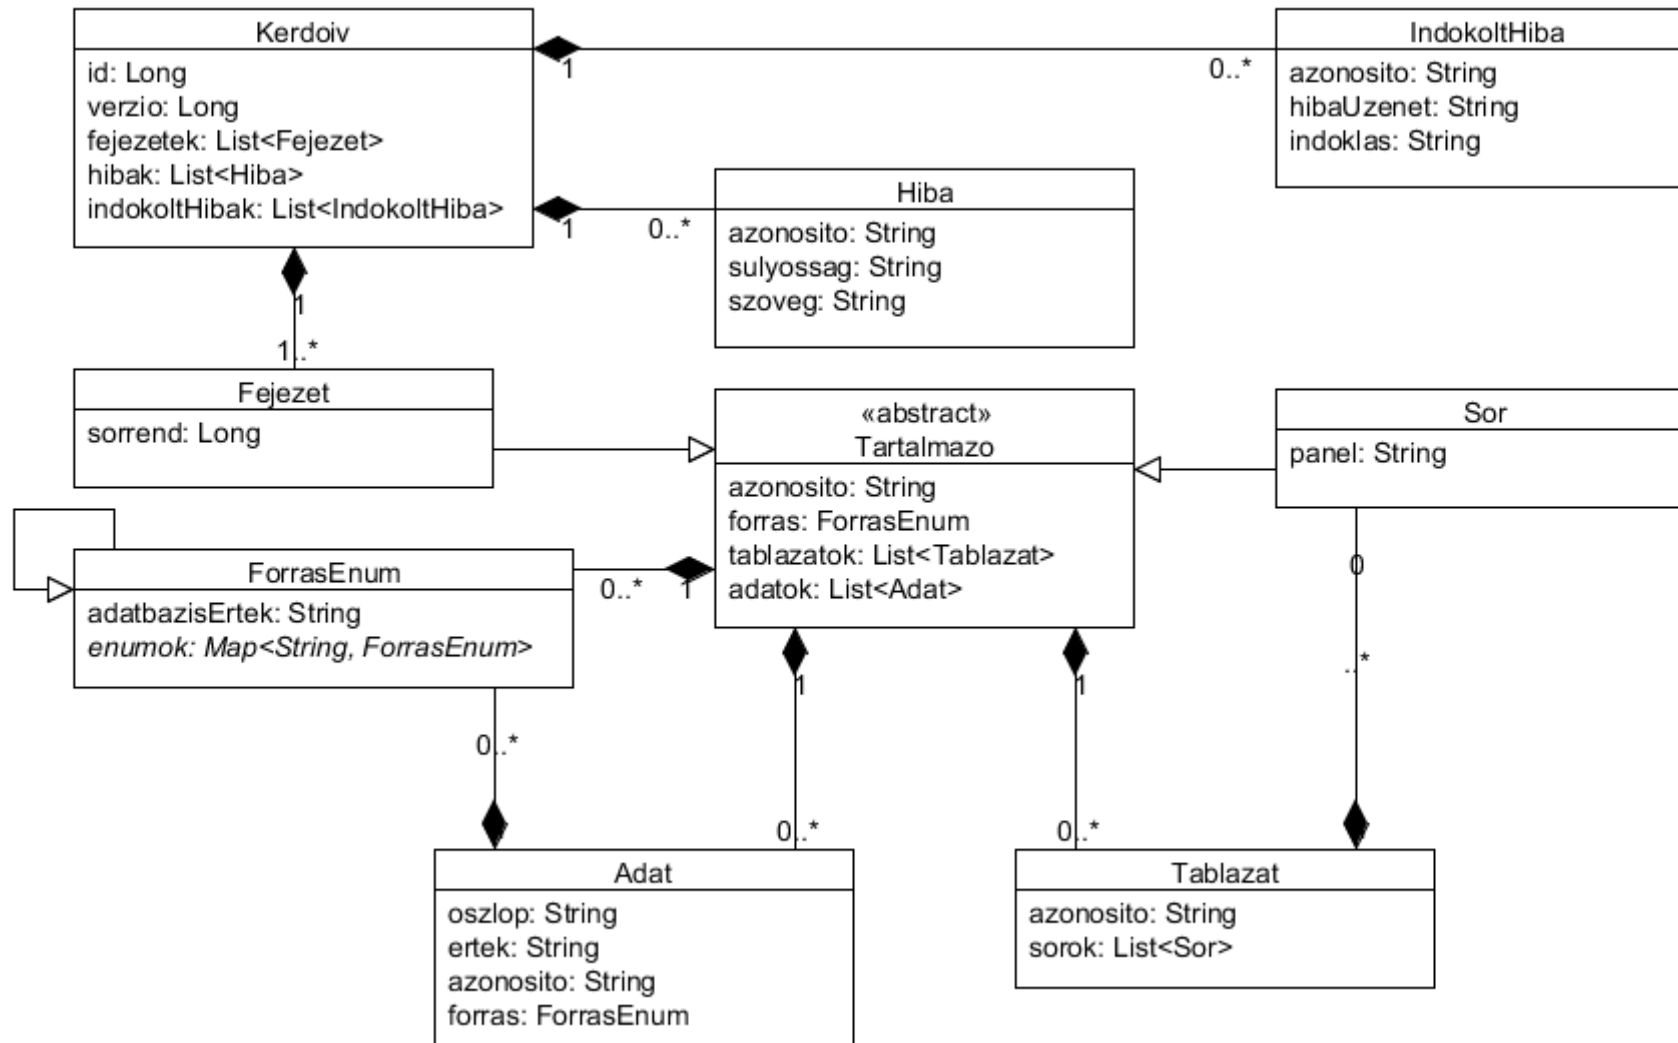 Kerdoiv
id: Long
verzio: Long
fejezetek: List<Fejezet>
hibak: List<Hiba>
indokoltHibak: List<IndokoltHiba>
1
0..*
IndokoltHiba
azonosito: String
hibaUzenet: String
indoklas: String
1
0..*
Hiba
azonosito: String
sulyossag: String
szoveg: String
1
1..*
Fejezet
sorrend: Long
«abstract»
Tartalmazo
azonosito: String
forras: ForrasEnum
tablazatok: List<Tablazat>
adatok: List<Adat>
Sor
panel: String
ForrasEnum
adatbazisErtek: String
enumok: Map<String, ForrasEnum>
0..*
1
0
..*
1
1
0..*
0..*
0..*
Adat
oszlop: String
ertek: String
azonosito: String
forras: ForrasEnum
Tablazat
azonosito: String
sorok: List<Sor>